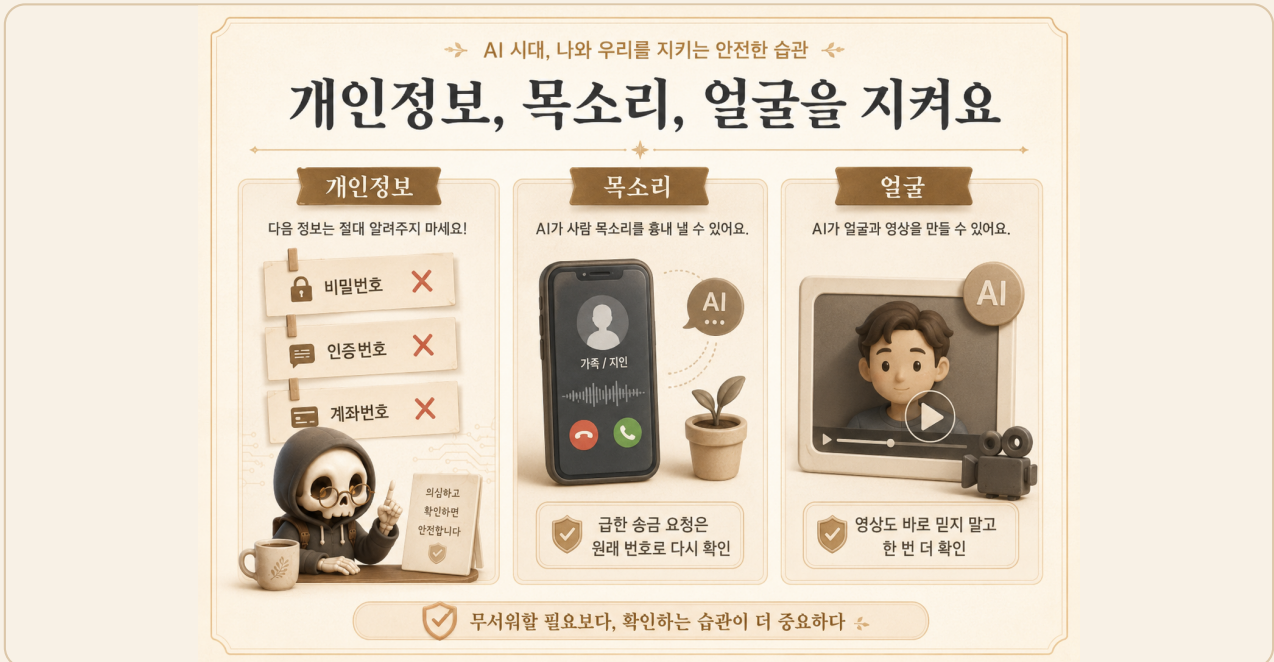 AI 시대, 나와 우리를 지키는 안전한 습관
개인정보, 목소리, 얼굴을 지켜요
개인정보
다음 정보는 절대 알려주지 마세요!
비밀번호
인증번호
계좌번호
의심하고
확인하면
안전합니다
목소리
AI가 사람 목소리를 흉내 낼 수 있어요.
AI
가족 / 지인
급한 송금 요청은
원래 번호로 다시 확인
얼굴
AI가 얼굴과 영상을 만들 수 있어요.
AI
영상도 바로 믿지 말고
한 번 더 확인
무서워할 필요보다, 확인하는 습관이 더 중요하다